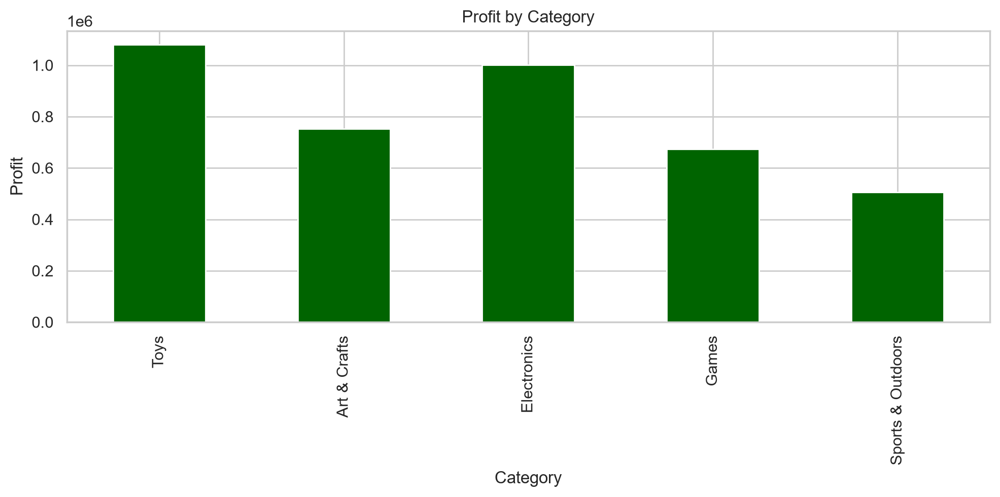 Profit by Category
1e6
1.0
0.8
0.6
0.4
0.2
0.0
Profit
Toys
Art & Crafts
Electronics
Games
Sports & Outdoors
Category